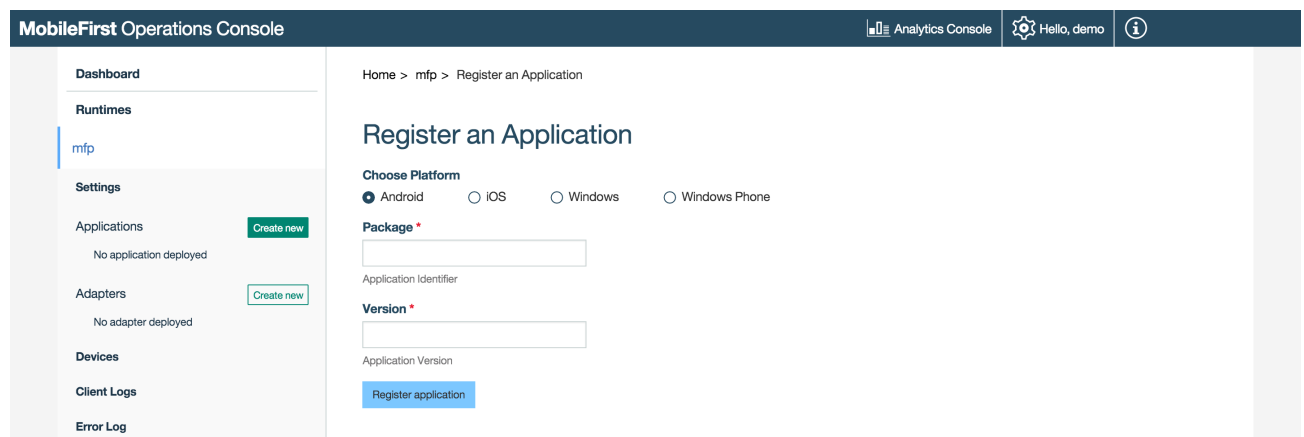 MobileFirst Operations Console
Analytics Console
Hello, demo
Dashboard
Runtimes
mfp
Settings
Applications Create new
No application deployed
Adapters Create new
No adapter deployed
Devices
Client Logs
Error Log
Home > mfp > Register an Application
Register an Application
Choose Platform
Android iOS Windows Windows Phone
Package *
Application Identifier
Version *
Application Version
Register application